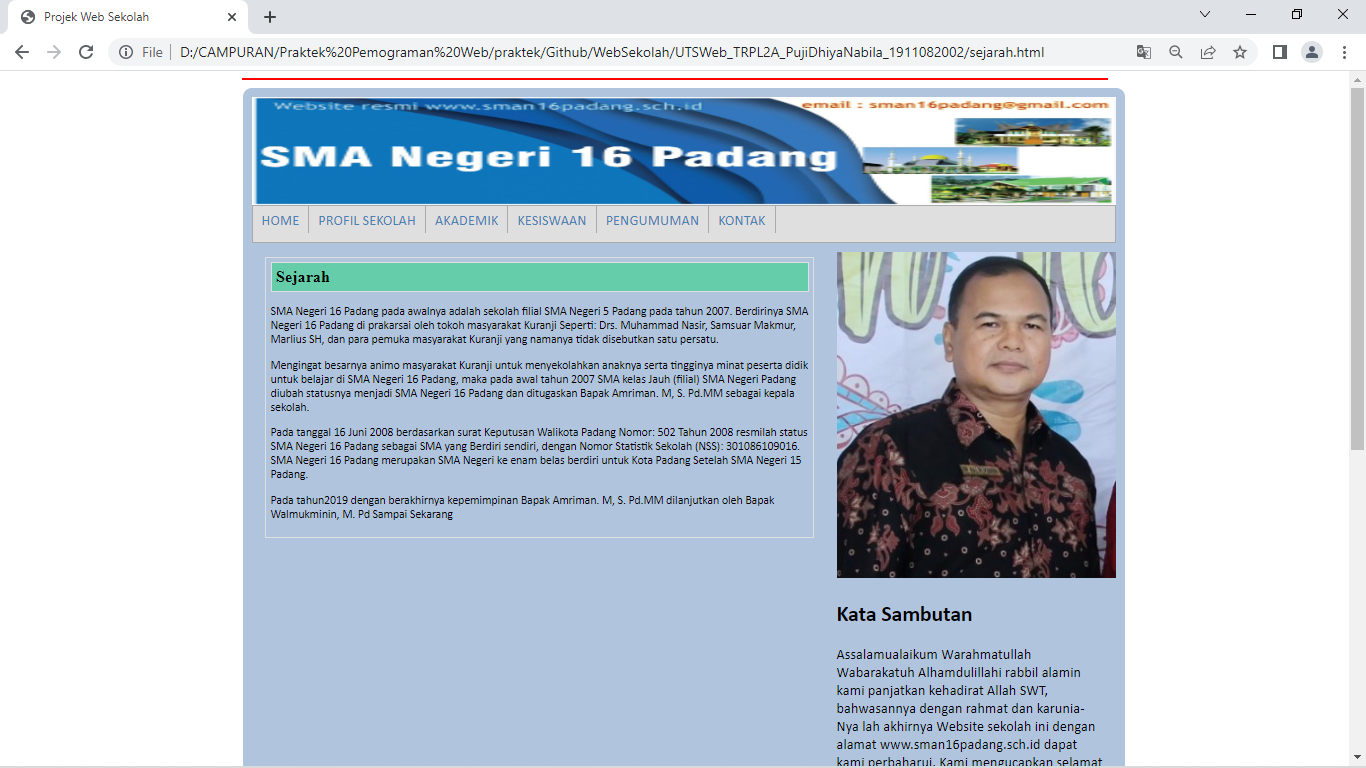 Projek Web Sekolah
File D:/CAMPURAN/Praktek%20Pemograman%20Web/praktek/Github/WebSekolah/UTSWeb_TRPL2A_PujiDhiyaNabila_1911082002/sejarah.html
Website resmi www.sman16padang.sch.id
email : sman16padang@gmail.com
SMA Negeri 16 Padang
HOME PROFIL SEKOLAH AKADEMIK KESISWAAN PENGUMUMAN KONTAK
Sejarah
SMA Negeri 16 Padang pada awalnya adalah sekolah filial SMA Negeri 5 Padang pada tahun 2007. Berdirinya SMA
Negeri 16 Padang di prakarsai oleh tokoh masyarakat Kuranji Seperti: Drs. Muhammad Nasir, Samsuar Makmur,
Marlius SH, dan para pemuka masyarakat Kuranji yang namanya tidak disebutkan satu persatu.
Mengingat besarnya animo masyarakat Kuranji untuk menyekolahkan anaknya serta tingginya minat peserta didik
untuk belajar di SMA Negeri 16 Padang, maka pada awal tahun 2007 SMA kelas Jauh (filial) SMA Negeri Padang
diubah statusnya menjadi SMA Negeri 16 Padang dan ditugaskan Bapak Amriman. M, S. Pd.MM sebagai kepala
sekolah.
Pada tanggal 16 Juni 2008 berdasarkan surat Keputusan Walikota Padang Nomor: 502 Tahun 2008 resmilah status
SMA Negeri 16 Padang sebagai SMA yang Berdiri sendiri, dengan Nomor Statistik Sekolah (NSS): 301086109016.
SMA Negeri 16 Padang merupakan SMA Negeri ke enam belas berdiri untuk Kota Padang Setelah SMA Negeri 15
Padang.
Pada tahun2019 dengan berakhirnya kepemimpinan Bapak Amriman. M, S. Pd.MM dilanjutkan oleh Bapak
Walmukminin, M. Pd Sampai Sekarang
Kata Sambutan
Assalamualaikum Warahmatullah
Wabarakatuh Alhamdulillahi rabbil alamin
kami panjatkan kehadirat Allah SWT,
bahwasannya dengan rahmat dan karunia-
Nya lah akhirnya Website sekolah ini dengan
alamat www.sman16padang.sch.id dapat
kami perbaharui. Kami mengucapkan selamat